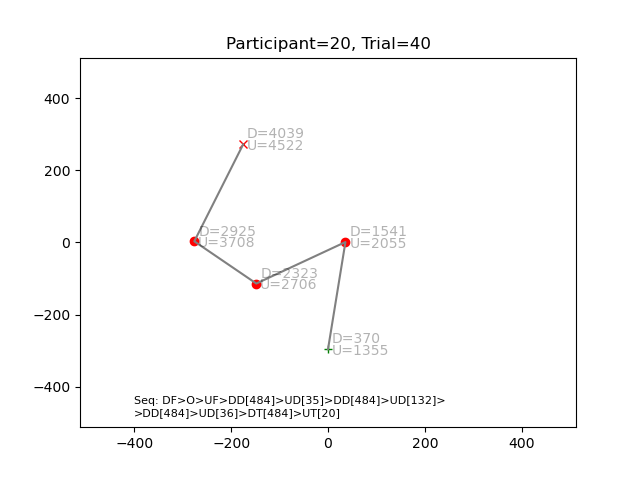 Participant=20, Trial=40
400
200
0
−200
−400
D=4039
U=4522
D=2925
U=3708
D=1541
U=2055
D=2323
U=2706
D=370
U=1355
Seq: DF>O>UF>DD[484]>UD[35]>DD[484]>UD[132]>
>DD[484]>UD[36]>DT[484]>UT[20]
−400 −200 0 200 400